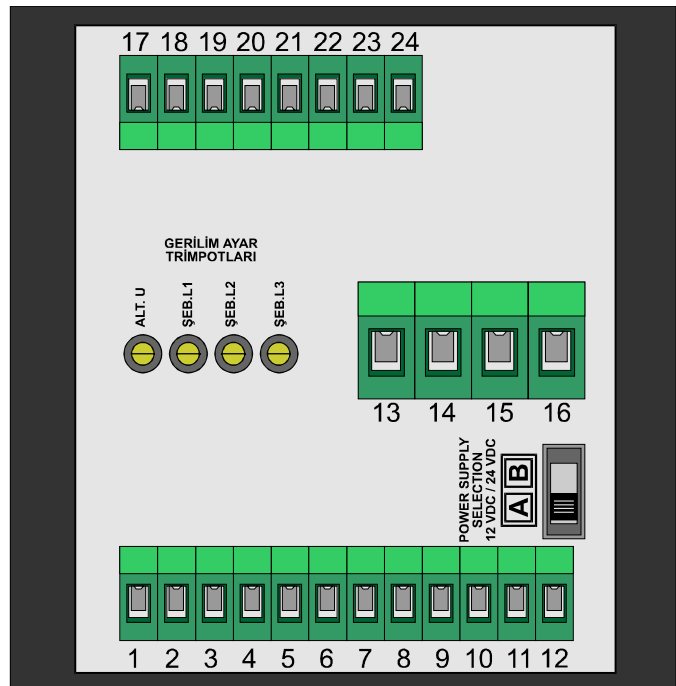 17 18 19 20 21 22 23 24
GERİLİM AYAR
TRİMPOTLARI
ALT. U
ŞEB.L1
ŞEB.L2
ŞEB.L3
13 14 15 16
POWER SUPPLY
SELECTION
12 VDC / 24 VDC
A B
1 2 3 4 5 6 7 8 9 10 11 12